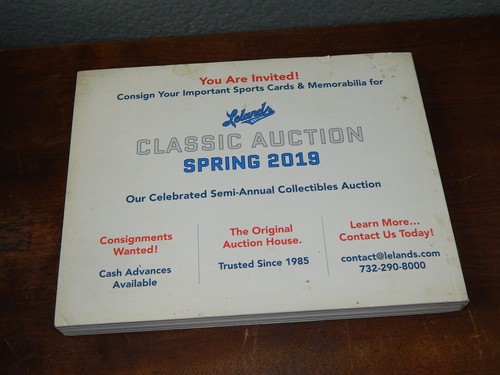 You Are Invited!
Consign Your Important Sports Cards & Memorabilia for
Lelands
CLASSIC AUCTION
SPRING 2019
Our Celebrated Semi-Annual Collectibles Auction
Consignments
Wanted!
Cash Advances
Available
The Original
Auction House.
Trusted Since 1985
Learn More...
Contact Us Today!
contact@lelands.com
732-290-8000